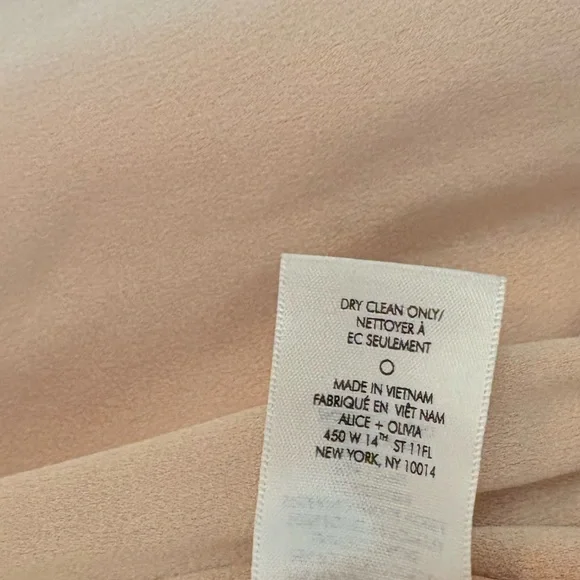 DRY CLEAN ONLY/
NETTOYER À
EC SEULEMENT
MADE IN VIETNAM
FABRIQUÉ EN VIÊT NAM
ALICE + OLIVIA
450 W 14TH ST 11FL
NEW YORK, NY 10014